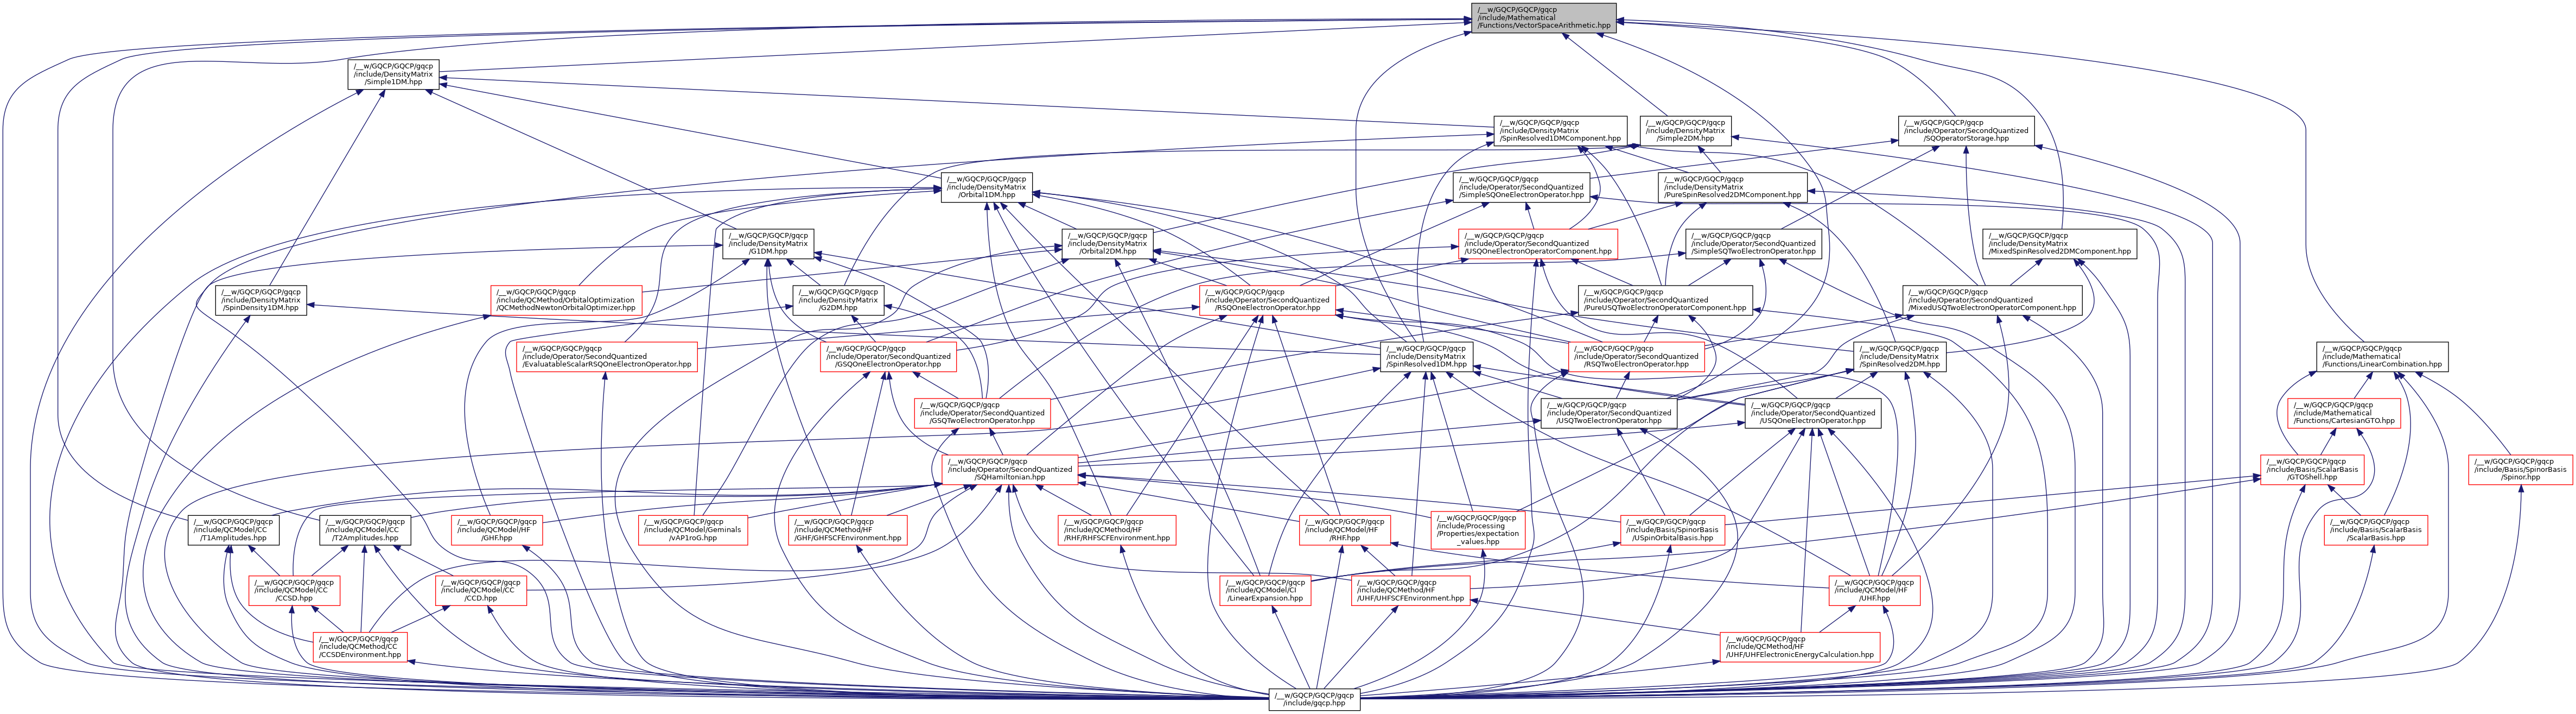 /__w/GQCP/GQCP/gqcp
/include/Mathematical
/Functions/VectorSpaceArithmetic.hpp
/__w/GQCP/GQCP/gqcp
/include/DensityMatrix
/Simple1DM.hpp
/__w/GQCP/GQCP/gqcp
/include/DensityMatrix
/SpinResolved1DMComponent.hpp
/__w/GQCP/GQCP/gqcp
/include/DensityMatrix
/Simple2DM.hpp
/__w/GQCP/GQCP/gqcp
/include/Operator/SecondQuantized
/SQOperatorStorage.hpp
/__w/GQCP/GQCP/gqcp
/include/DensityMatrix
/Orbital1DM.hpp
/__w/GQCP/GQCP/gqcp
/include/Operator/SecondQuantized
/SimpleSQOneElectronOperator.hpp
/__w/GQCP/GQCP/gqcp
/include/DensityMatrix
/PureSpinResolved2DMComponent.hpp
/__w/GQCP/GQCP/gqcp
/include/DensityMatrix
/G1DM.hpp
/__w/GQCP/GQCP/gqcp
/include/DensityMatrix
/Orbital2DM.hpp
/__w/GQCP/GQCP/gqcp
/include/Operator/SecondQuantized
/USQOneElectronOperatorComponent.hpp
/__w/GQCP/GQCP/gqcp
/include/Operator/SecondQuantized
/SimpleSQTwoElectronOperator.hpp
/__w/GQCP/GQCP/gqcp
/include/DensityMatrix
/MixedSpinResolved2DMComponent.hpp
/__w/GQCP/GQCP/gqcp
/include/DensityMatrix
/SpinDensity1DM.hpp
/__w/GQCP/GQCP/gqcp
/include/QCMethod/OrbitalOptimization
/QCMethodNewtonOrbitalOptimizer.hpp
/__w/GQCP/GQCP/gqcp
/include/DensityMatrix
/G2DM.hpp
/__w/GQCP/GQCP/gqcp
/include/Operator/SecondQuantized
/RSQOneElectronOperator.hpp
/__w/GQCP/GQCP/gqcp
/include/Operator/SecondQuantized
/PureUSQTwoElectronOperatorComponent.hpp
/__w/GQCP/GQCP/gqcp
/include/Operator/SecondQuantized
/MixedUSQTwoElectronOperatorComponent.hpp
/__w/GQCP/GQCP/gqcp
/include/Operator/SecondQuantized
/EvaluatableScalarRSQOneElectronOperator.hpp
/__w/GQCP/GQCP/gqcp
/include/Operator/SecondQuantized
/GSQOneElectronOperator.hpp
/__w/GQCP/GQCP/gqcp
/include/DensityMatrix
/SpinResolved1DM.hpp
/__w/GQCP/GQCP/gqcp
/include/Operator/SecondQuantized
/RSQTwoElectronOperator.hpp
/__w/GQCP/GQCP/gqcp
/include/DensityMatrix
/SpinResolved2DM.hpp
/__w/GQCP/GQCP/gqcp
/include/Mathematical
/Functions/LinearCombination.hpp
/__w/GQCP/GQCP/gqcp
/include/Operator/SecondQuantized
/GSQTwoElectronOperator.hpp
/__w/GQCP/GQCP/gqcp
/include/Operator/SecondQuantized
/USQTwoElectronOperator.hpp
/__w/GQCP/GQCP/gqcp
/include/Operator/SecondQuantized
/USQOneElectronOperator.hpp
/__w/GQCP/GQCP/gqcp
/include/Mathematical
/Functions/CartesianGTO.hpp
/__w/GQCP/GQCP/gqcp
/include/Operator/SecondQuantized
/SQHamiltonian.hpp
/__w/GQCP/GQCP/gqcp
/include/Basis/ScalarBasis
/GTOShell.hpp
/__w/GQCP/GQCP/gqcp
/include/Basis/SpinorBasis
/Spinor.hpp
/__w/GQCP/GQCP/gqcp
/include/QCModel/CC
/T1Amplitudes.hpp
/__w/GQCP/GQCP/gqcp
/include/QCModel/CC
/T2Amplitudes.hpp
/__w/GQCP/GQCP/gqcp
/include/QCModel/HF
/GHF.hpp
/__w/GQCP/GQCP/gqcp
/include/QCModel/Geminals
/vAP1roG.hpp
/__w/GQCP/GQCP/gqcp
/include/QCMethod/HF
/GHF/GHFSCFEnvironment.hpp
/__w/GQCP/GQCP/gqcp
/include/QCMethod/HF
/RHF/RHFSCFEnvironment.hpp
/__w/GQCP/GQCP/gqcp
/include/QCModel/HF
/RHF.hpp
/__w/GQCP/GQCP/gqcp
/include/Processing
/Properties/expectation
_values.hpp
/__w/GQCP/GQCP/gqcp
/include/Basis/SpinorBasis
/USpinOrbitalBasis.hpp
/__w/GQCP/GQCP/gqcp
/include/Basis/ScalarBasis
/ScalarBasis.hpp
/__w/GQCP/GQCP/gqcp
/include/QCModel/CC
/CCSD.hpp
/__w/GQCP/GQCP/gqcp
/include/QCModel/CC
/CCD.hpp
/__w/GQCP/GQCP/gqcp
/include/QCModel/CI
/LinearExpansion.hpp
/__w/GQCP/GQCP/gqcp
/include/QCMethod/HF
/UHF/UHFSCFEnvironment.hpp
/__w/GQCP/GQCP/gqcp
/include/QCModel/HF
/UHF.hpp
/__w/GQCP/GQCP/gqcp
/include/QCMethod/CC
/CCSDEnvironment.hpp
/__w/GQCP/GQCP/gqcp
/include/QCMethod/HF
/UHF/UHFElectronicEnergyCalculation.hpp
/__w/GQCP/GQCP/gqcp
/include/gqcp.hpp